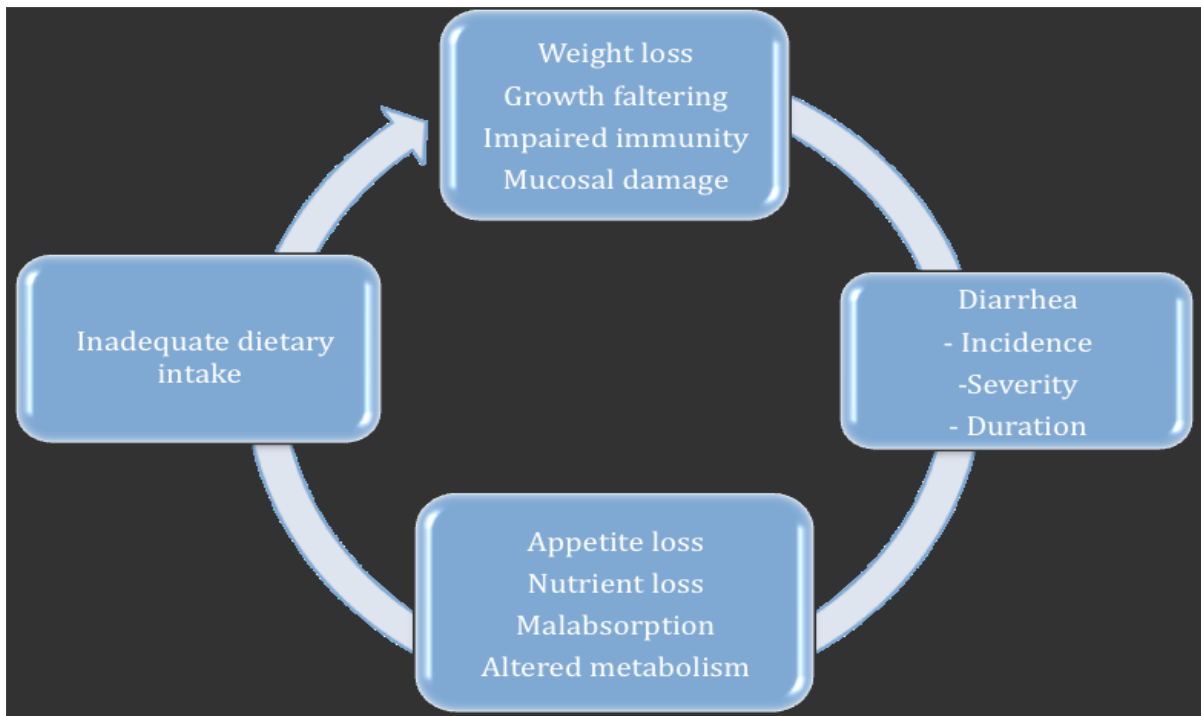 Weight loss
Growth faltering
Impaired immunity
Mucosal damage
Diarrhea
- Incidence
-Severity
- Duration
Appetite loss
Nutrient loss
Malabsorption
Altered metabolism
Inadequate dietary
intake